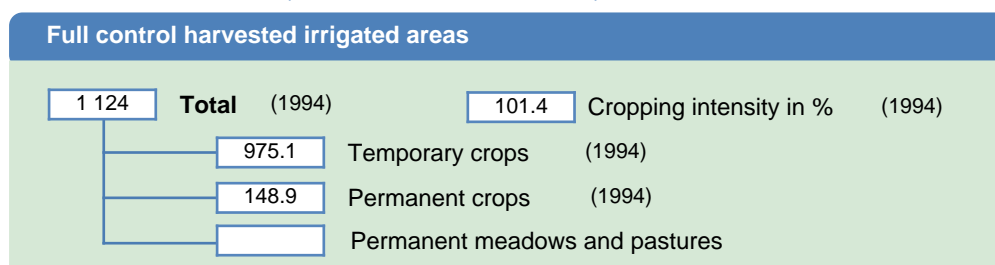 Full control harvested irrigated areas
1 124 Total (1994) 101.4 Cropping intensity in % (1994)
975.1 Temporary crops (1994)
148.9 Permanent crops (1994)
Permanent meadows and pastures